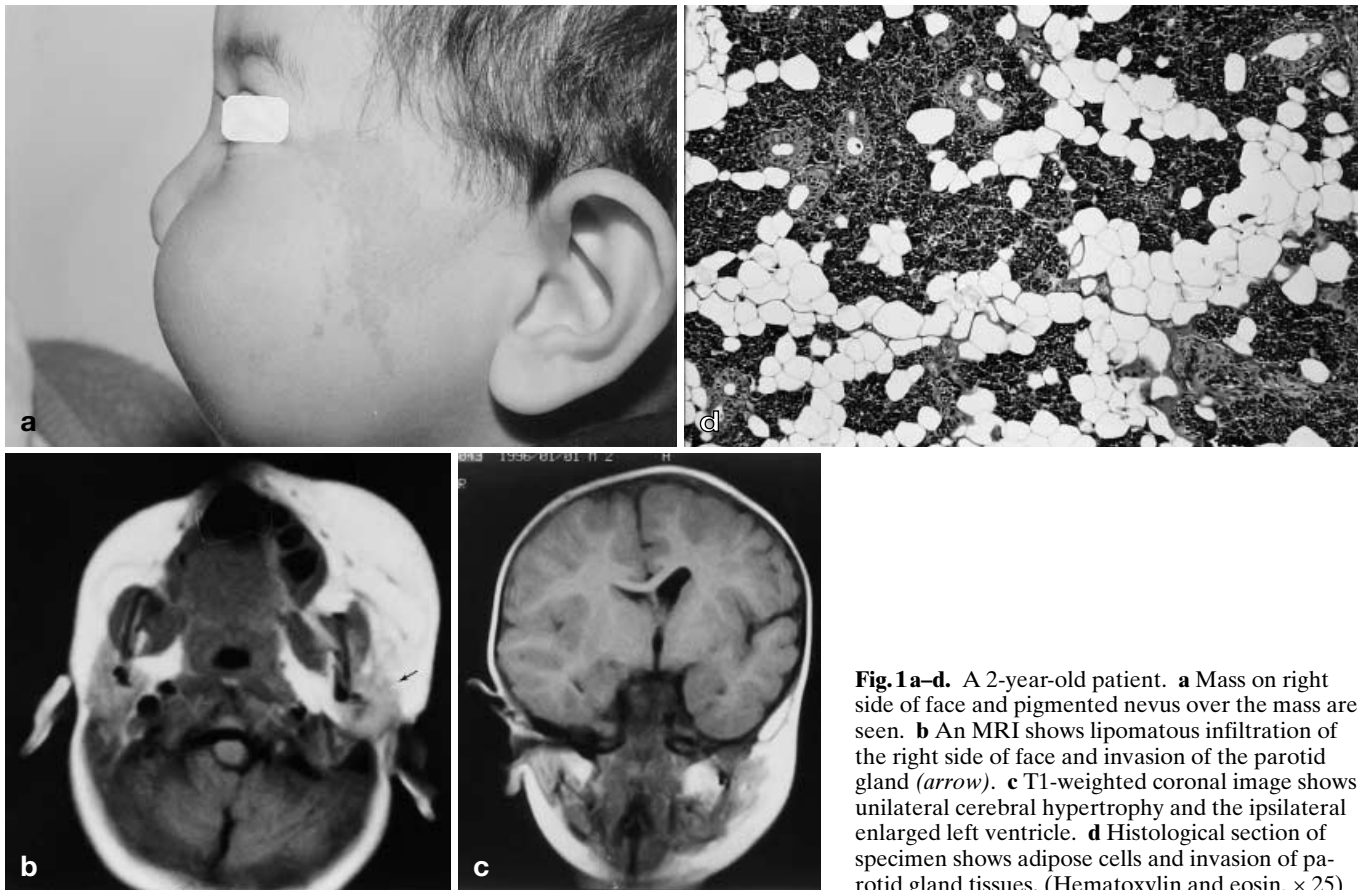 a
d
1996/01/01 M 2
R
b
c
Fig. 1 a–d. A 2-year-old patient. a Mass on right
side of face and pigmented nevus over the mass are
seen. b An MRI shows lipomatous infiltration of
the right side of face and invasion of the parotid
gland (arrow). c T1-weighted coronal image shows
unilateral cerebral hypertrophy and the ipsilateral
enlarged left ventricle. d Histological section of
specimen shows adipose cells and invasion of pa-
rotid gland tissues. (Hematoxylin and eosin, × 25)